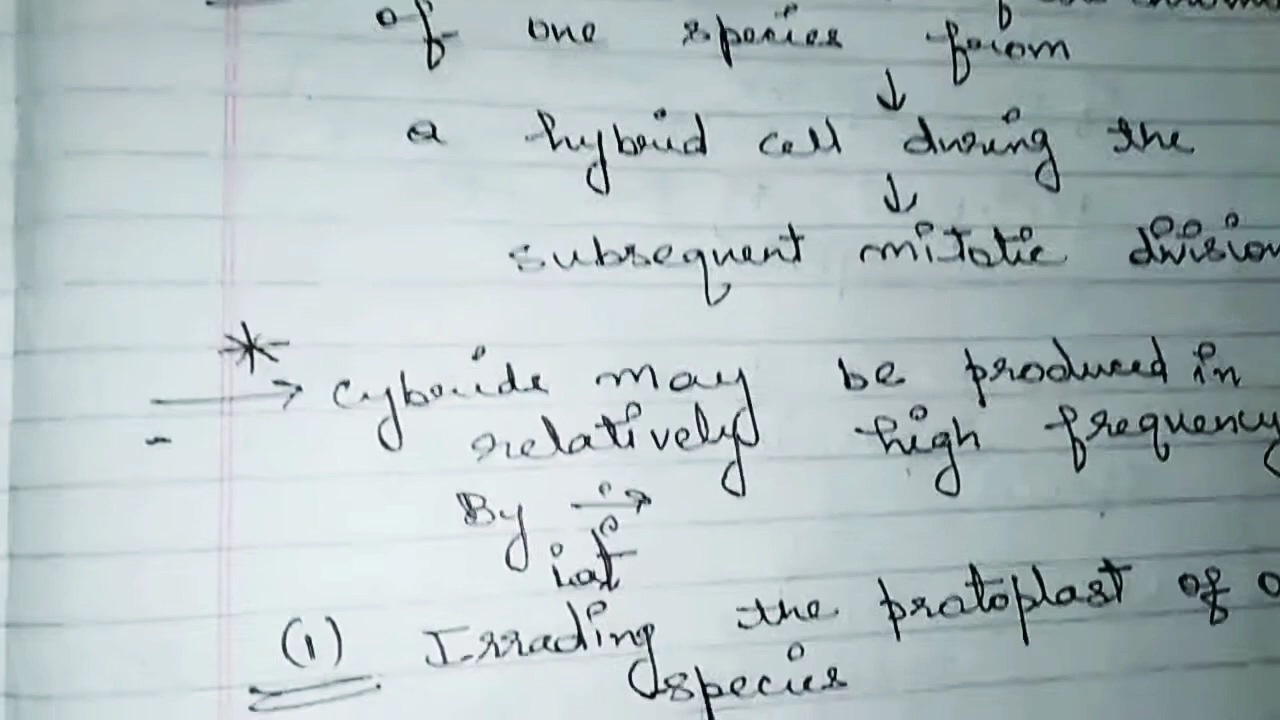 of one species from
↓
a hybrid cell during the
↓
subsequent mitotic division
* → cybrids may be produced in
relatively high frequency
By →
iat
(1) Irrading the protoplast of
species